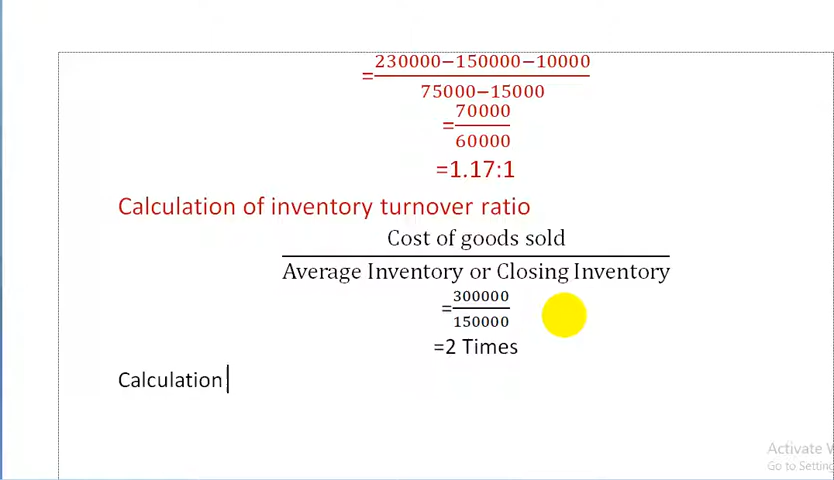 =230000−150000−10000
75000−15000
=70000
60000
=1.17:1
Calculation of inventory turnover ratio
Cost of goods sold
Average Inventory or Closing Inventory
=300000
150000
=2 Times
Calculation
Activate
Go to Setting